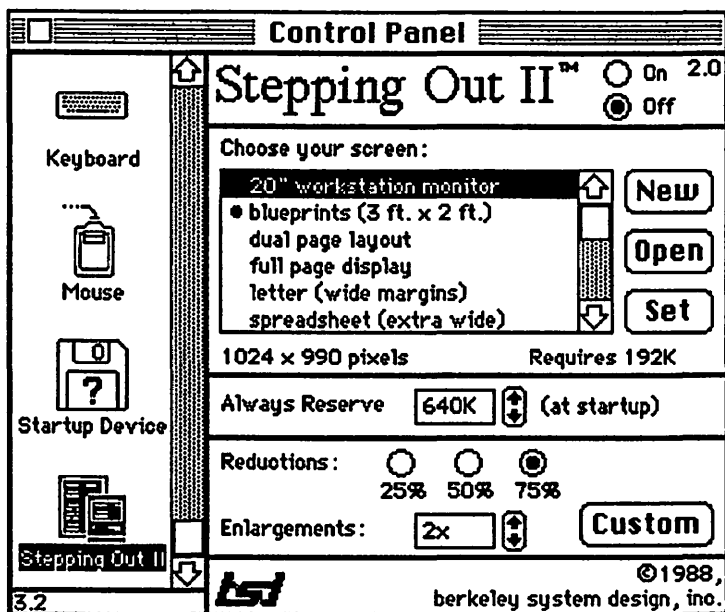 Control Panel
Keyboard
Mouse
0
?
Startup Device
Stepping Out II
3.2
Stepping Out II™
On
Off
2.0
Choose your screen:
20" workstation monitor
• blueprints (3 ft. x 2 ft.)
dual page layout
full page display
letter (wide margins)
spreadsheet (extra wide)
New
Open
Set
1024 x 990 pixels Requires 192K
Always Reserve 640K (at startup)
Reductions:
25% 50% 75%
Enlargements: 2x
Custom
bsd
©1988,
berkeley system design, inc.